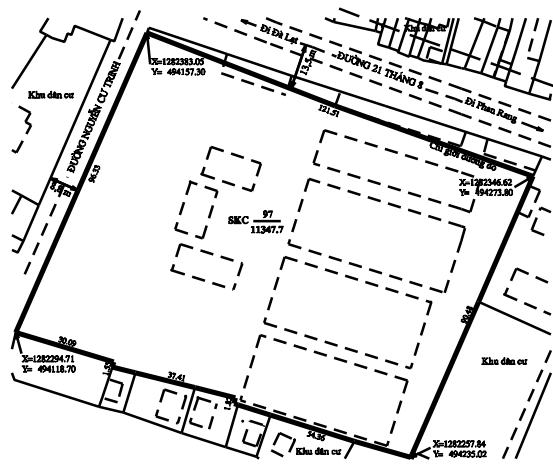 Khu dân cư
Đi Đà Lạt
X=1282383.05
Y= 494157.30
13,5 m
ĐƯỜNG 21 THÁNG 8
Khu dân cư
Đi Phan Rang
ĐƯỜNG NGUYỄN CƯ TRINH
121.51
Chỉ giới đường đỏ
X=1282346.62
Y= 494273.80
96.33
SKC 97
11347.7
90.48
30.09
X=1282294.71
Y= 494118.70
37.41
Khu dân cư
54.36
Khu dân cư
X=1282257.84
Y= 494235.02